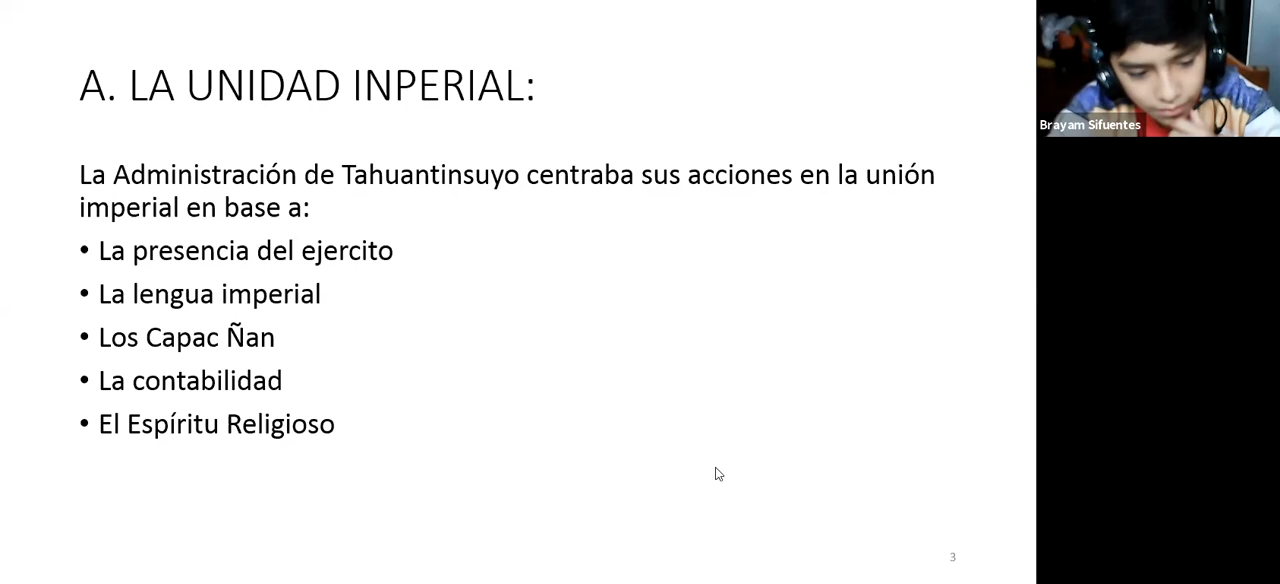 A. LA UNIDAD INPERIAL:
La Administración de Tahuantinsuyo centraba sus acciones en la unión
imperial en base a:
• La presencia del ejercito
• La lengua imperial
• Los Capac Ñan
• La contabilidad
• El Espíritu Religioso
3
Brayam Sifuentes